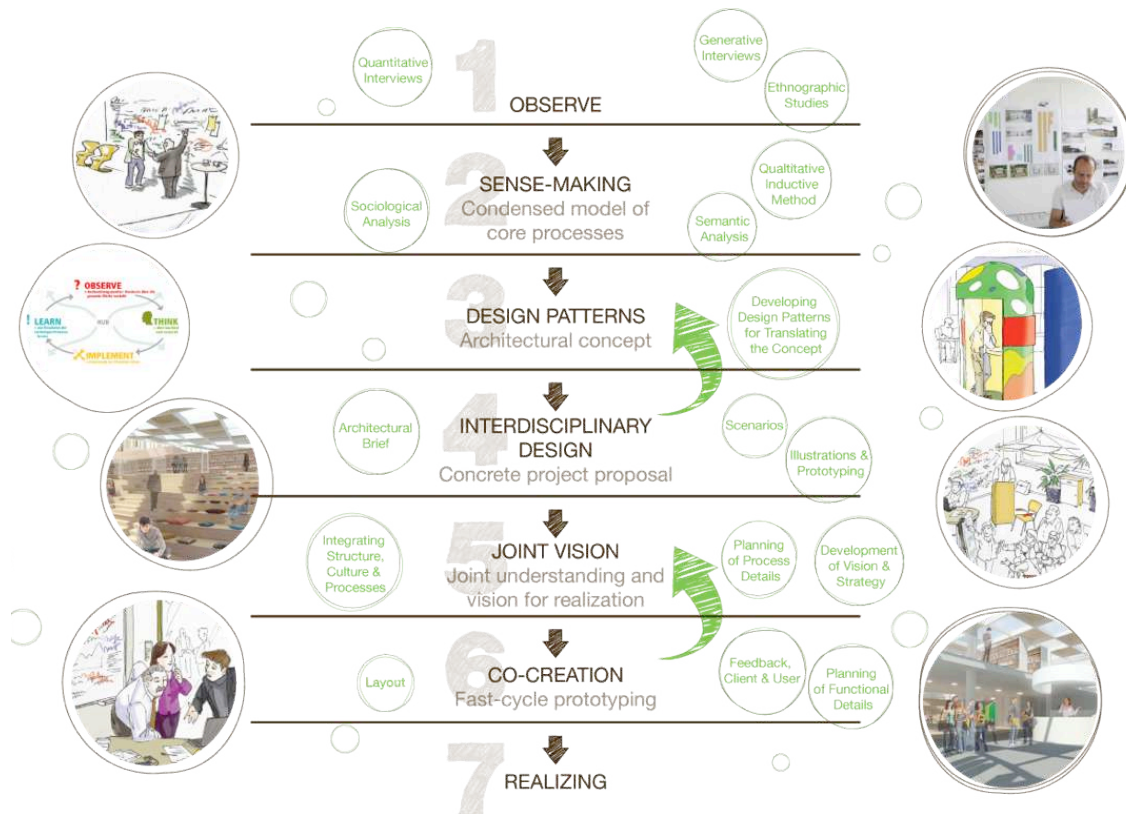 1
Quantitative
Interviews
Generative
Interviews
Ethnographic
Studies
OBSERVE
2
SENSE-MAKING
Condensed model of
core processes
Sociological
Analysis
Qualtitative
Inductive
Method
Semantic
Analysis
3
DESIGN PATTERNS
Architectural concept
Developing
Design Patterns
for Translating
the Concept
? OBSERVE
! LEARN
HUB
THINK
IMPLEMENT
4
INTERDISCIPLINARY
DESIGN
Concrete project proposal
Architectural
Brief
Scenarios
Illustrations &
Prototyping
5
JOINT VISION
Joint understanding and
vision for realization
Integrating
Structure,
Culture &
Processes
Planning
of Process
Details
Development
of Vision &
Strategy
6
CO-CREATION
Fast-cycle prototyping
Layout
Feedback,
Client & User
Planning
of Functional
Details
7
REALIZING